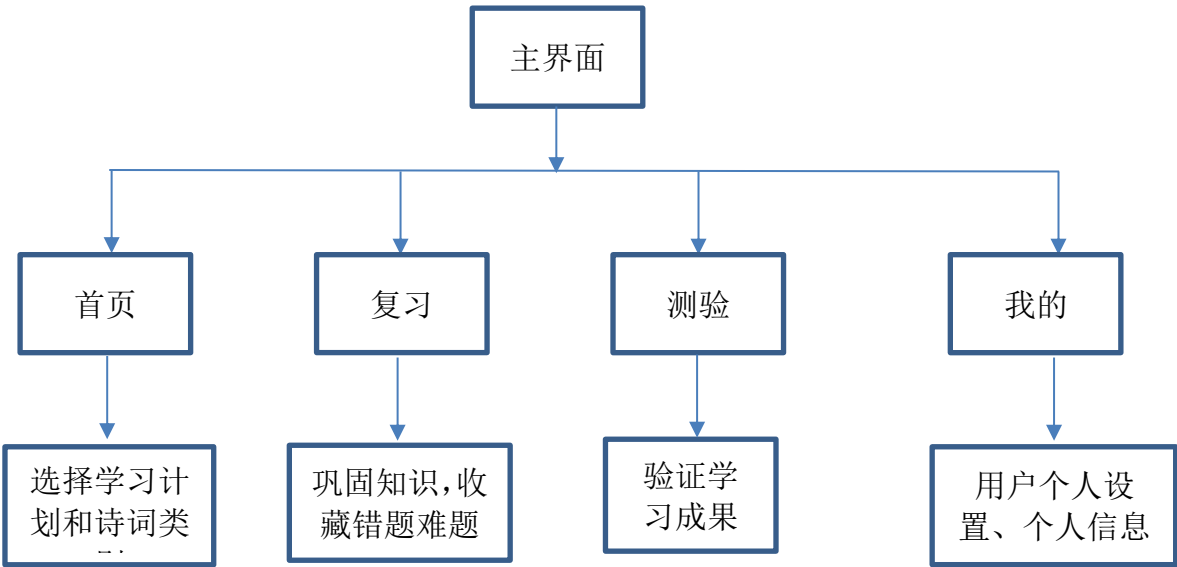 主界面
首页
复习
测验
我的
选择学习计
划和诗词类
巩固知识,收
藏错题难题
验证学
习成果
用户个人设
置、个人信息